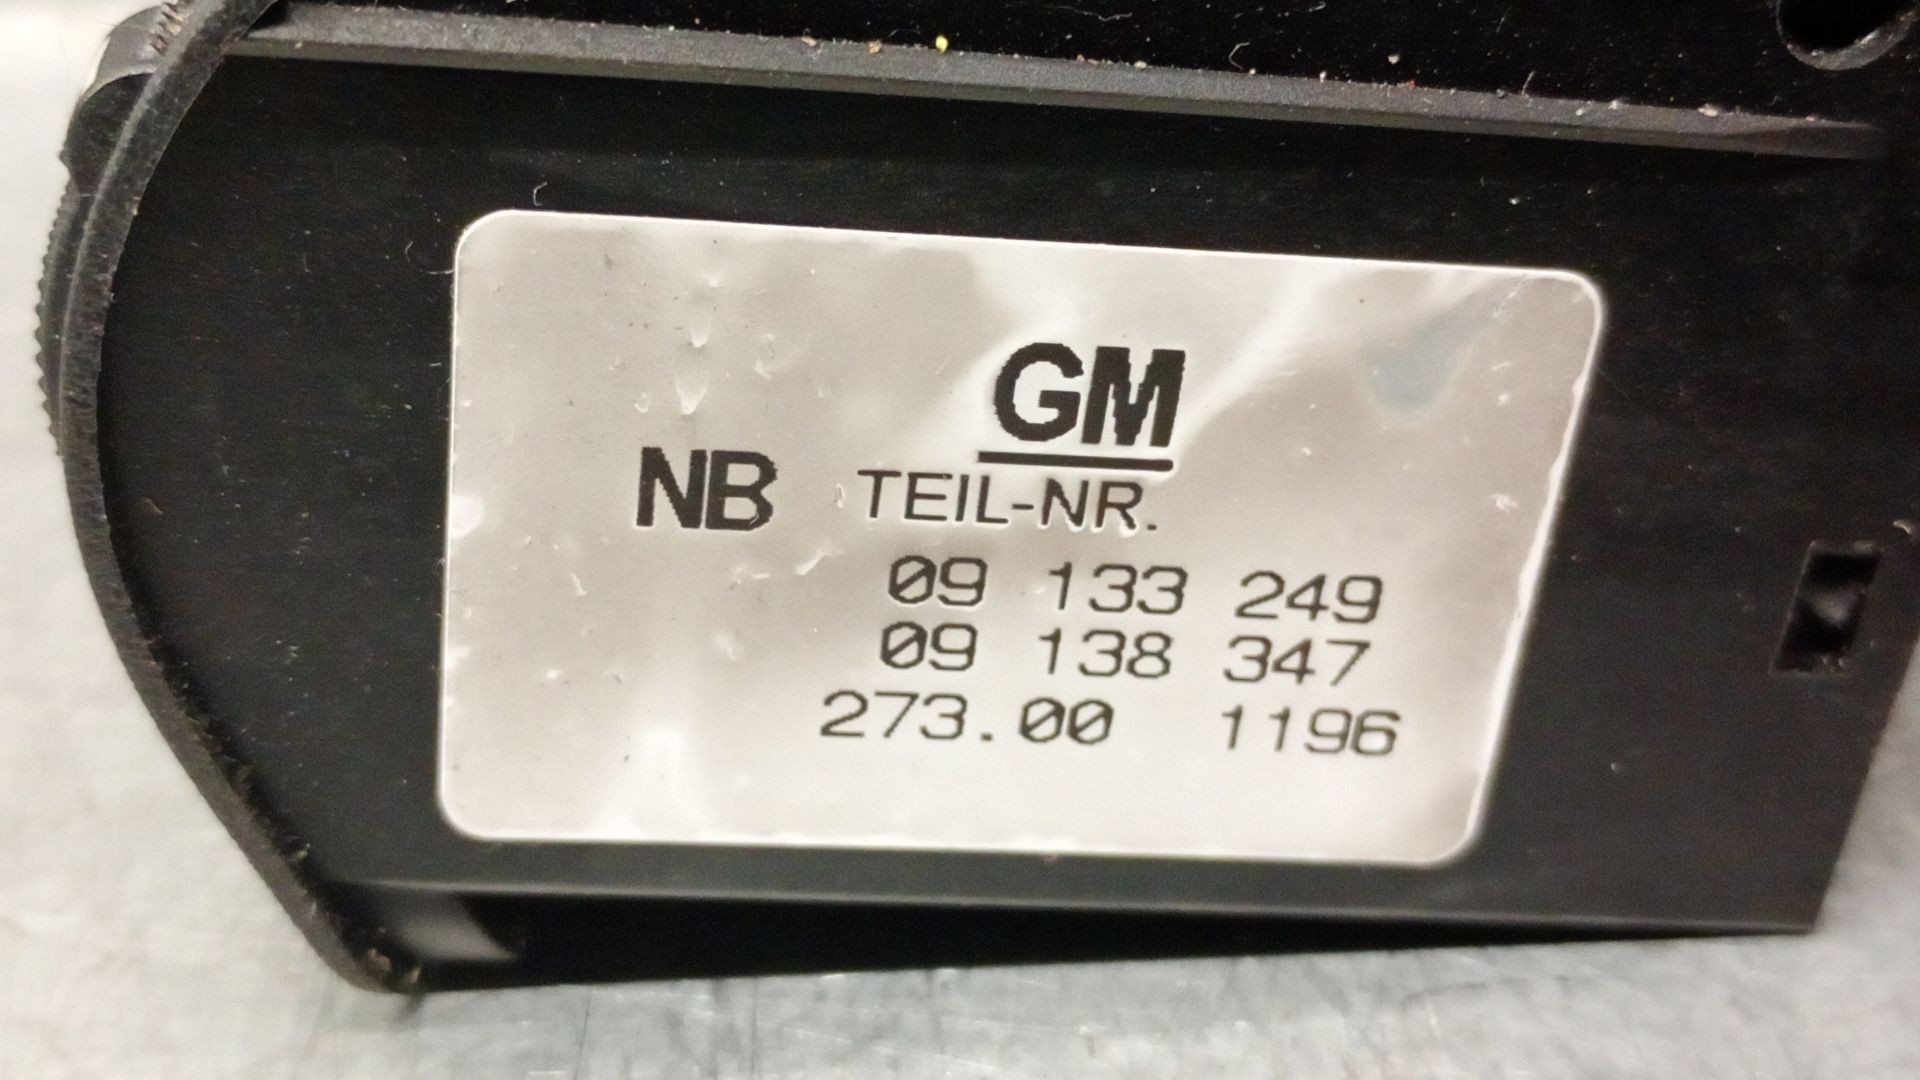 GM
NB TEIL-NR.
09 133 249
09 138 347
273.00 1196